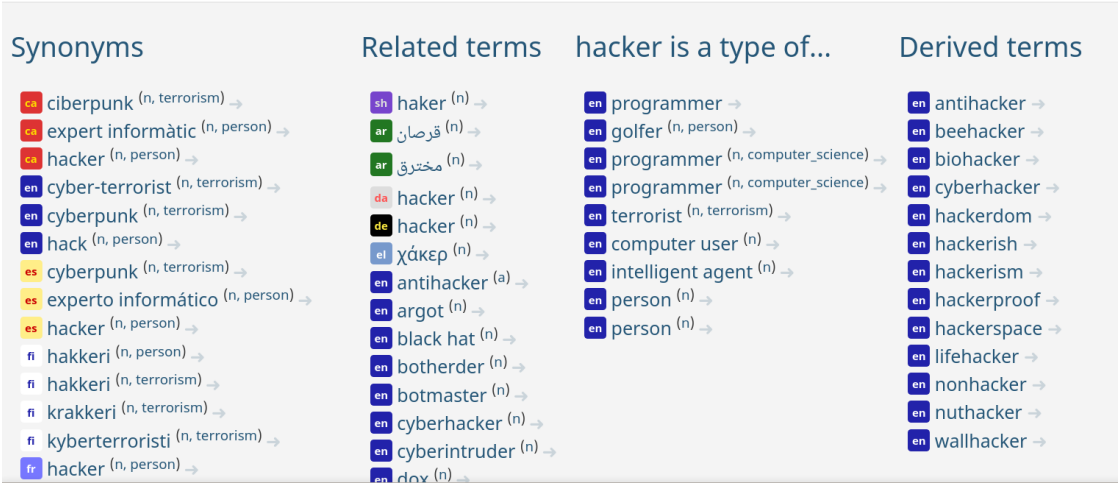 Synonyms
ca ciberpunk (n, terrorism) →
ca expert informàtic (n, person) →
ca hacker (n, person) →
en cyber-terrorist (n, terrorism) →
en cyberpunk (n, terrorism) →
en hack (n, person) →
es cyberpunk (n, terrorism) →
es experto informático (n, person) →
es hacker (n, person) →
fi hakkeri (n, person) →
fi hakkeri (n, terrorism) →
fi krakkeri (n, terrorism) →
fi kyberterroristi (n, terrorism) →
fr hacker (n, person) →
Related terms
sh haker (n) →
ar قرصان (n) →
ar مخترق (n) →
da hacker (n) →
de hacker (n) →
el χάκερ (n) →
en antihacker (a) →
en argot (n) →
en black hat (n) →
en botherder (n) →
en botmaster (n) →
en cyberhacker (n) →
en cyberintruder (n) →
en dox (n) →
hacker is a type of...
en programmer →
en golfer (n, person) →
en programmer (n, computer_science) →
en programmer (n, computer_science) →
en terrorist (n, terrorism) →
en computer user (n) →
en intelligent agent (n) →
en person (n) →
en person (n) →
Derived terms
en antihacker →
en beehacker →
en biohacker →
en cyberhacker →
en hackerdom →
en hackerish →
en hackerism →
en hackerproof →
en hackerspace →
en lifehacker →
en nonhacker →
en nuthacker →
en wallhacker →